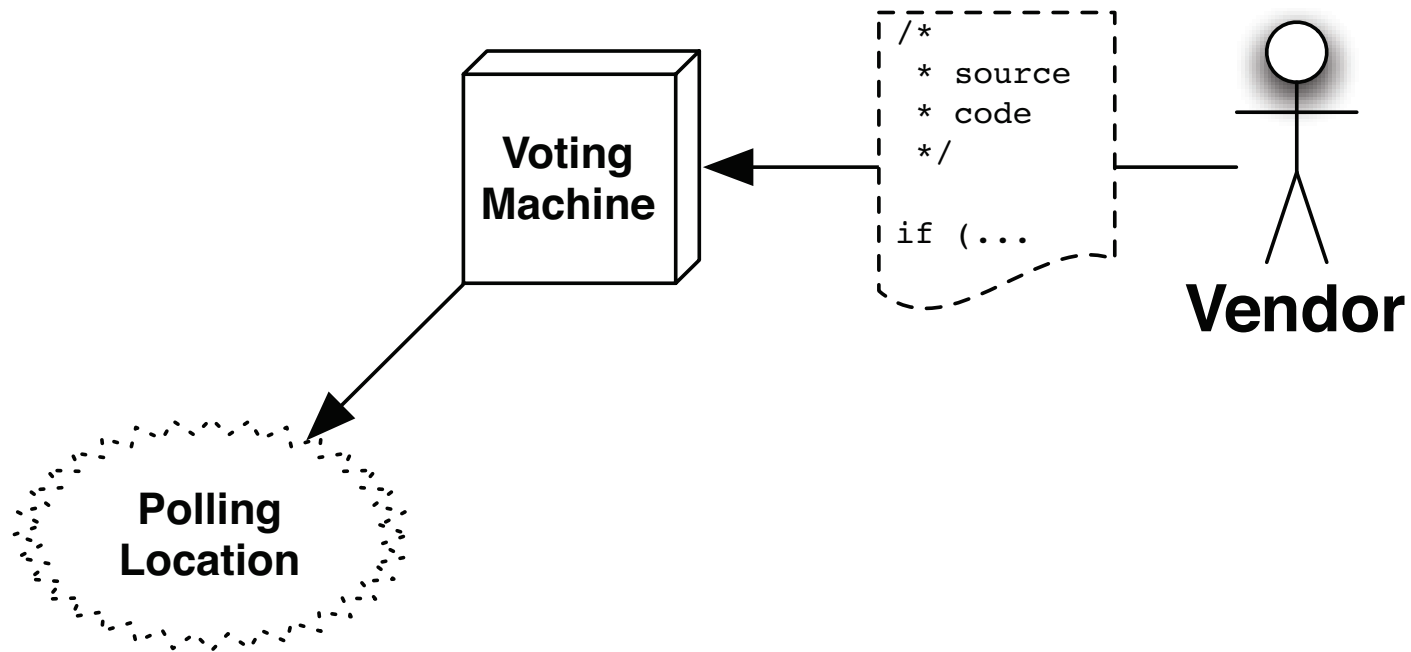 /*
 * source
 * code
 */
if (...
Voting
Machine
Vendor
Polling
Location